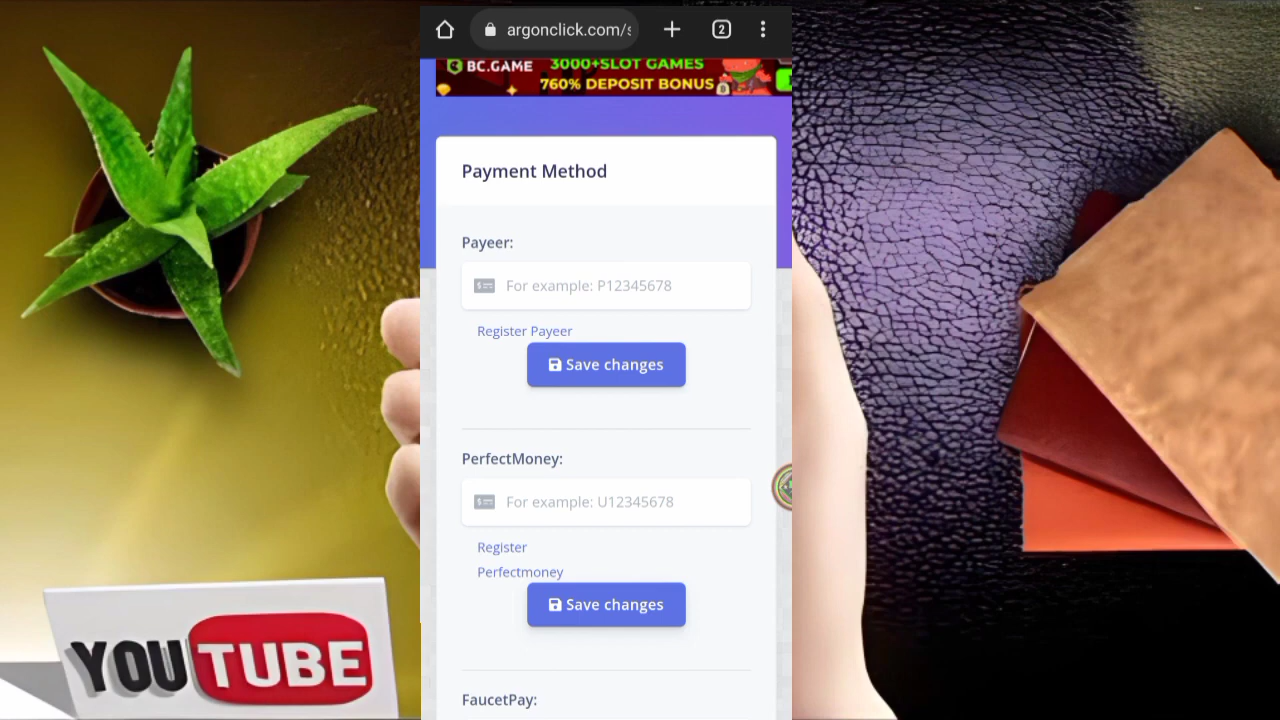 argonclick.com/s
2
BC.GAME
3000+SLOT GAMES
760% DEPOSIT BONUS
Payment Method
Payeer:
For example: P12345678
Register Payeer
Save changes
PerfectMoney:
For example: U12345678
Register
Perfectmoney
Save changes
FaucetPay:
YOUTUBE